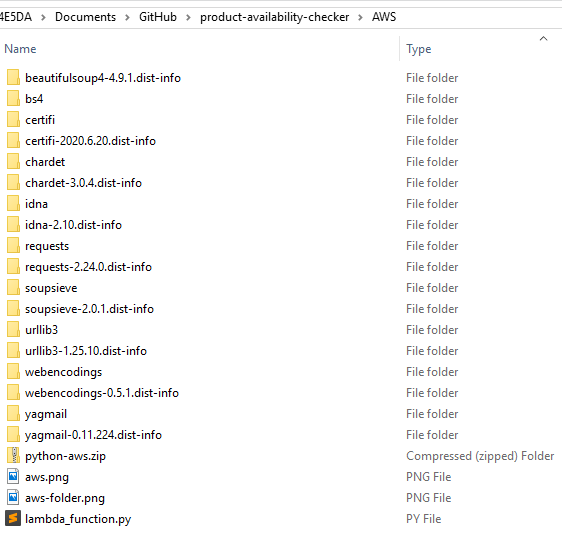 4E5DA > Documents > GitHub > product-availability-checker > AWS
Name Type
beautifulsoup4-4.9.1.dist-info File folder
bs4 File folder
certifi File folder
certifi-2020.6.20.dist-info File folder
chardet File folder
chardet-3.0.4.dist-info File folder
idna File folder
idna-2.10.dist-info File folder
requests File folder
requests-2.24.0.dist-info File folder
soupsieve File folder
soupsieve-2.0.1.dist-info File folder
urllib3 File folder
urllib3-1.25.10.dist-info File folder
webencodings File folder
webencodings-0.5.1.dist-info File folder
yagmail File folder
yagmail-0.11.224.dist-info File folder
python-aws.zip Compressed (zipped) Folder
aws.png PNG File
aws-folder.png PNG File
lambda_function.py PY File